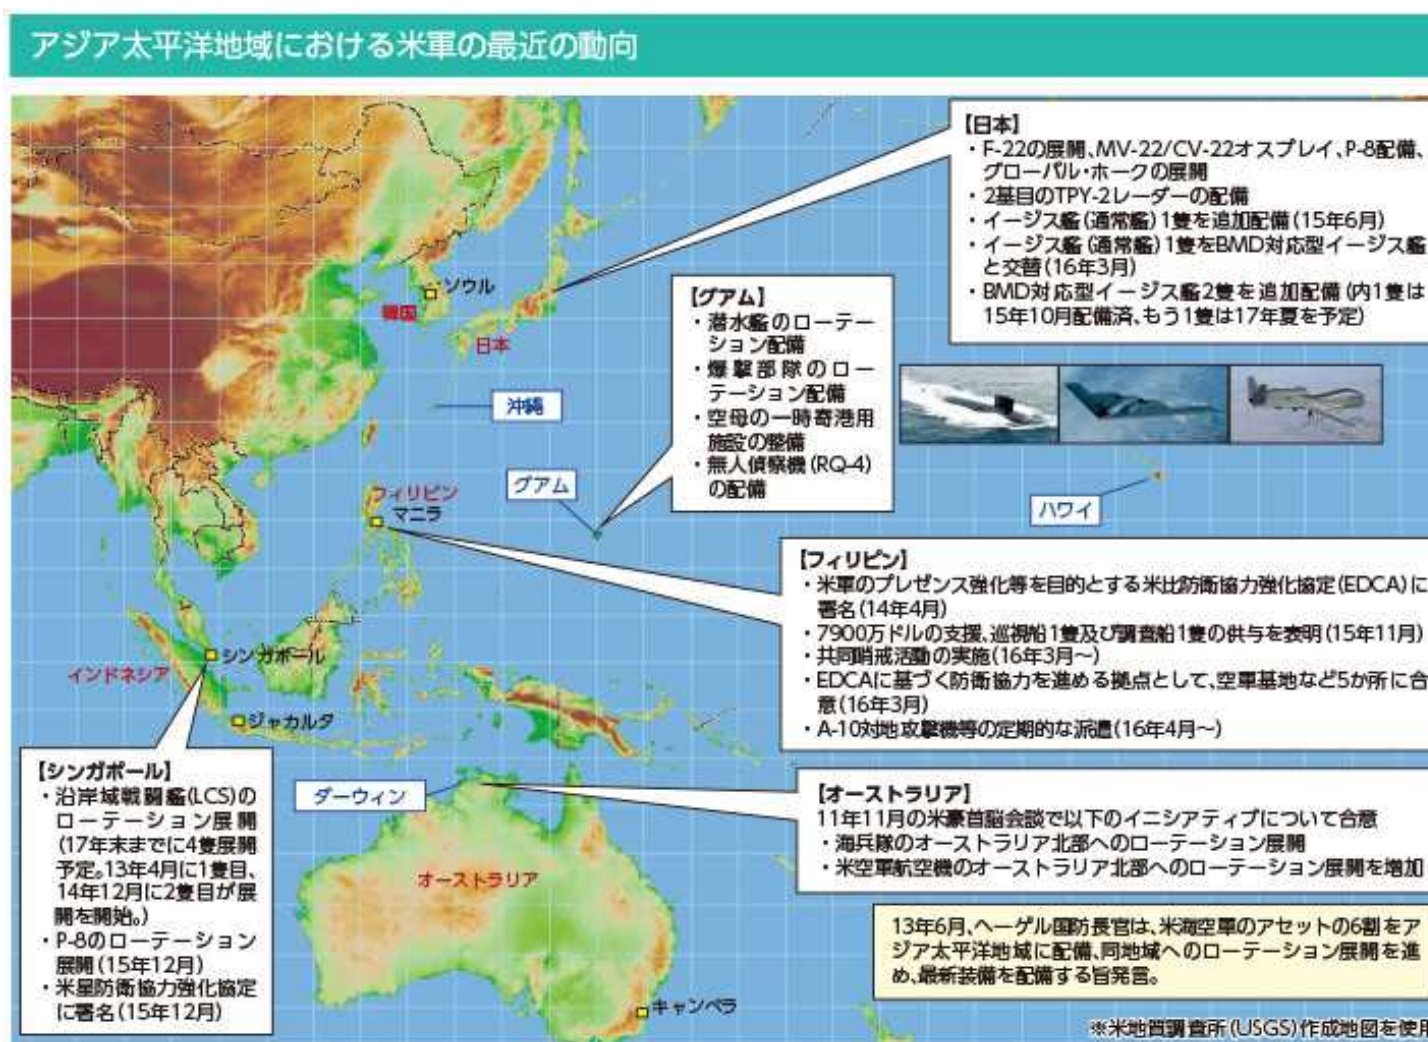 アジア太平洋地域における米軍の最近の動向
【日本】
・F-22の展開、MV-22/CV-22オスプレイ、P-8配備、
グローバル・ホークの展開
・2基目のTPY-2レーダーの配備
・イージス艦(通常艦)1隻を追加配備(15年6月)
・イージス艦(通常艦)1隻をBMD対応型イージス艦
と交替(16年3月)
・BMD対応型イージス艦2隻を追加配備(内1隻は
15年10月配備済、もう1隻は17年夏を予定)
ソウル
韓国
日本
沖縄
【グアム】
・潜水艦のローテー
ション配備
・爆撃部隊のロー
テーション配備
・空母の一時寄港用
施設の整備
・無人偵察機(RQ-4)
の配備
グアム
ハワイ
フィリピン
マニラ
【フィリピン】
・米軍のプレゼンス強化等を目的とする米比防衛協力強化協定(EDCA)に
署名(14年4月)
・7900万ドルの支援、巡視船1隻及び調査船1隻の供与を表明(15年11月)
・共同哨戒活動の実施(16年3月~)
・EDCAに基づく防衛協力を進める拠点として、空軍基地など5か所に合
意(16年3月)
・A-10対地攻撃機等の定期的な派遣(16年4月~)
シンガポール
インドネシア
ジャカルタ
【シンガポール】
・沿岸域戦闘艦(LCS)の
ローテーション展開
(17年末までに4隻展開
予定。13年4月に1隻目、
14年12月に2隻目が展
開を開始。)
・P-8のローテーション
展開(15年12月)
・米星防衛協力強化協定
に署名(15年12月)
ダーウィン
オーストラリア
キャンベラ
【オーストラリア】
11年11月の米豪首脳会談で以下のイニシアティブについて合意
・海兵隊のオーストラリア北部へのローテーション展開
・米空軍航空機のオーストラリア北部へのローテーション展開を増加
13年6月、ヘーゲル国防長官は、米海空軍のアセットの6割をア
ジア太平洋地域に配備、同地域へのローテーション展開を進
め、最新装備を配備する旨発言。
※米地質調査所(USGS)作成地図を使用